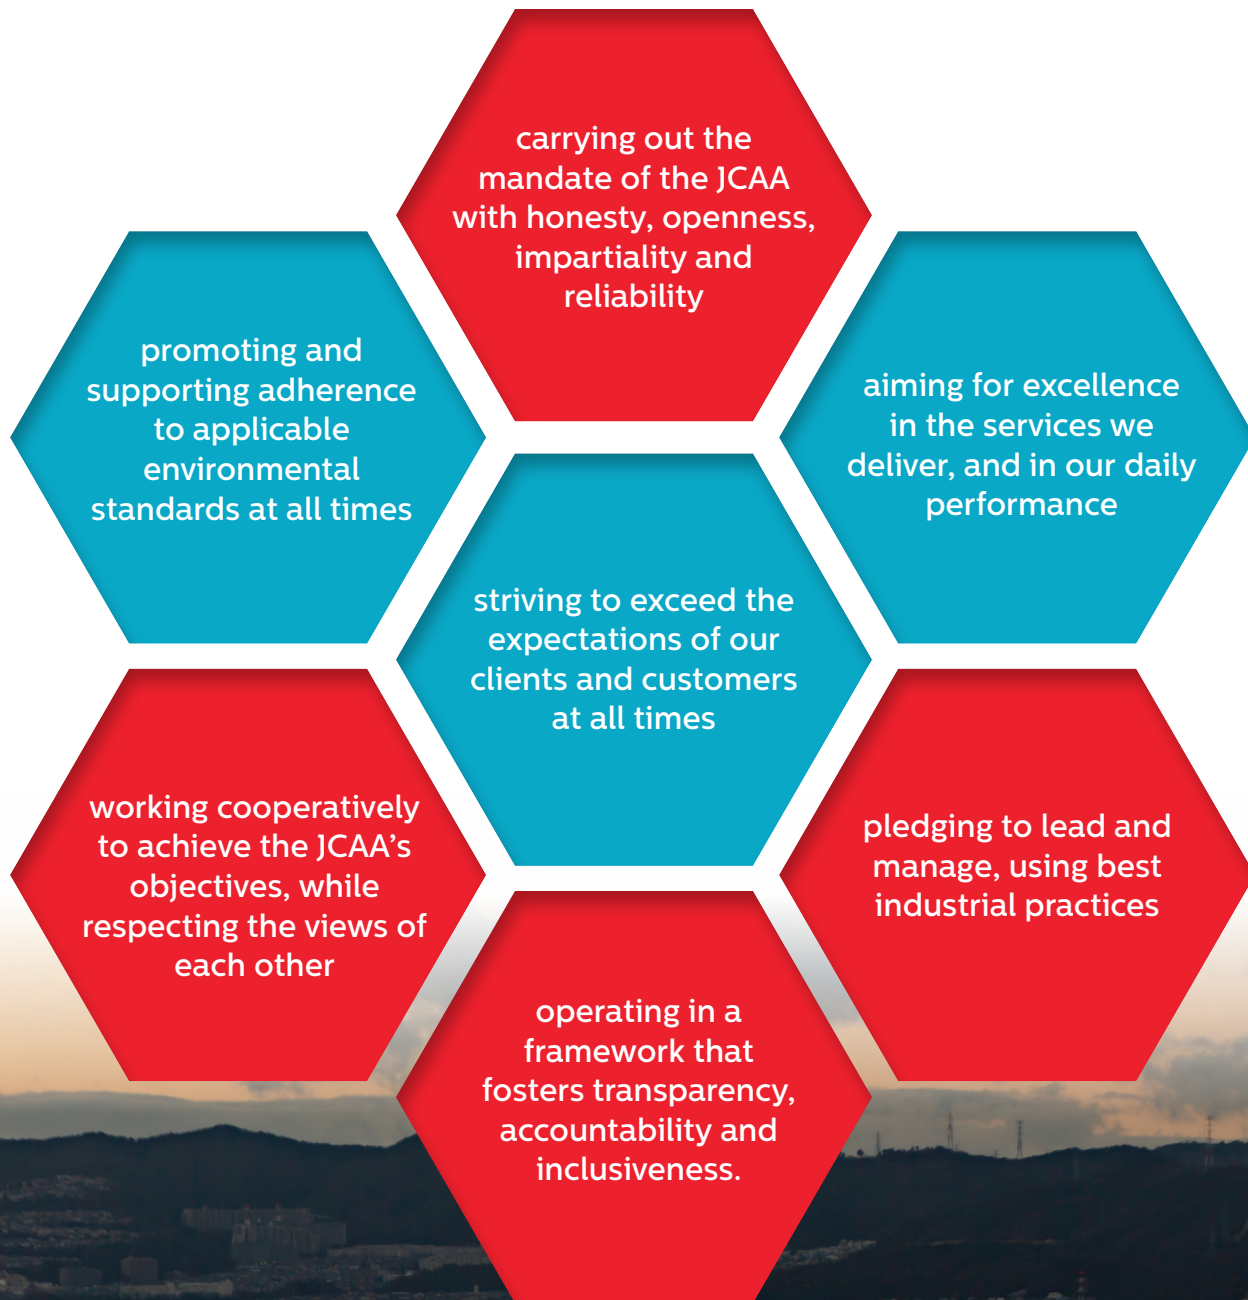 carrying out the
mandate of the JCAA
with honesty, openness,
impartiality and
reliability
promoting and
supporting adherence
to applicable
environmental
standards at all times
aiming for excellence
in the services we
deliver, and in our daily
performance
striving to exceed the
expectations of our
clients and customers
at all times
working cooperatively
to achieve the JCAA’s
objectives, while
respecting the views of
each other
pledging to lead and
manage, using best
industrial practices
operating in a
framework that
fosters transparency,
accountability and
inclusiveness.